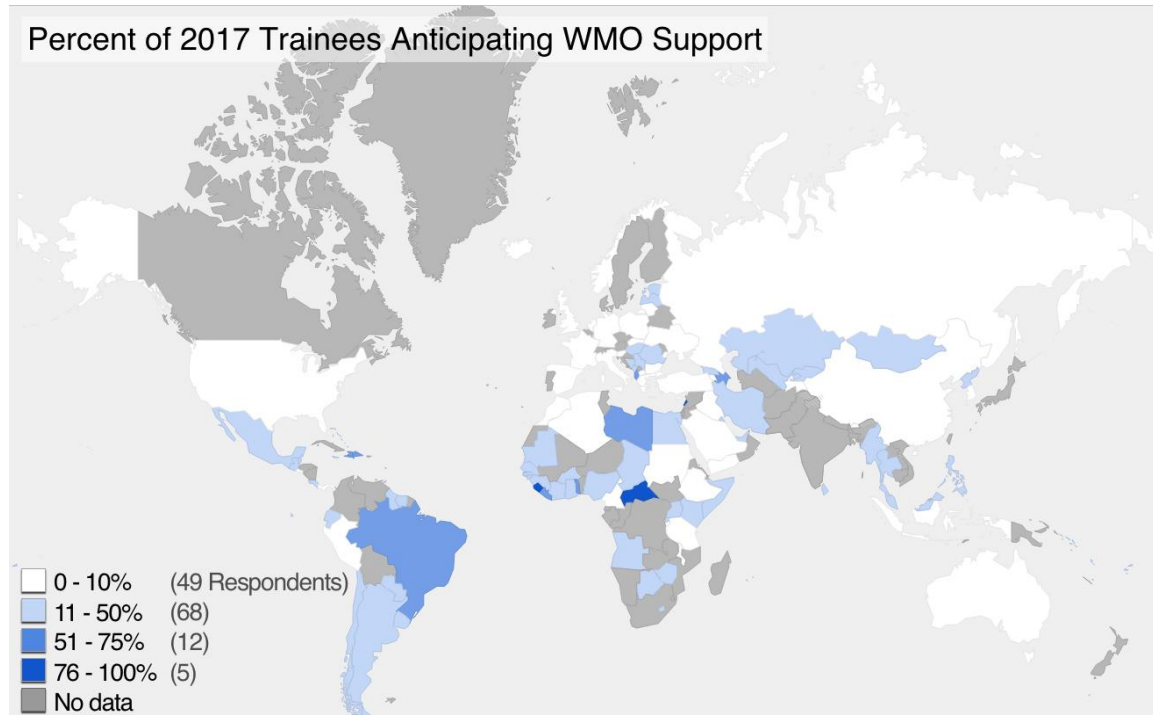 Percent of 2017 Trainees Anticipating WMO Support
0 - 10% (49 Respondents)
11 - 50% (68)
51 - 75% (12)
76 - 100% (5)
No data